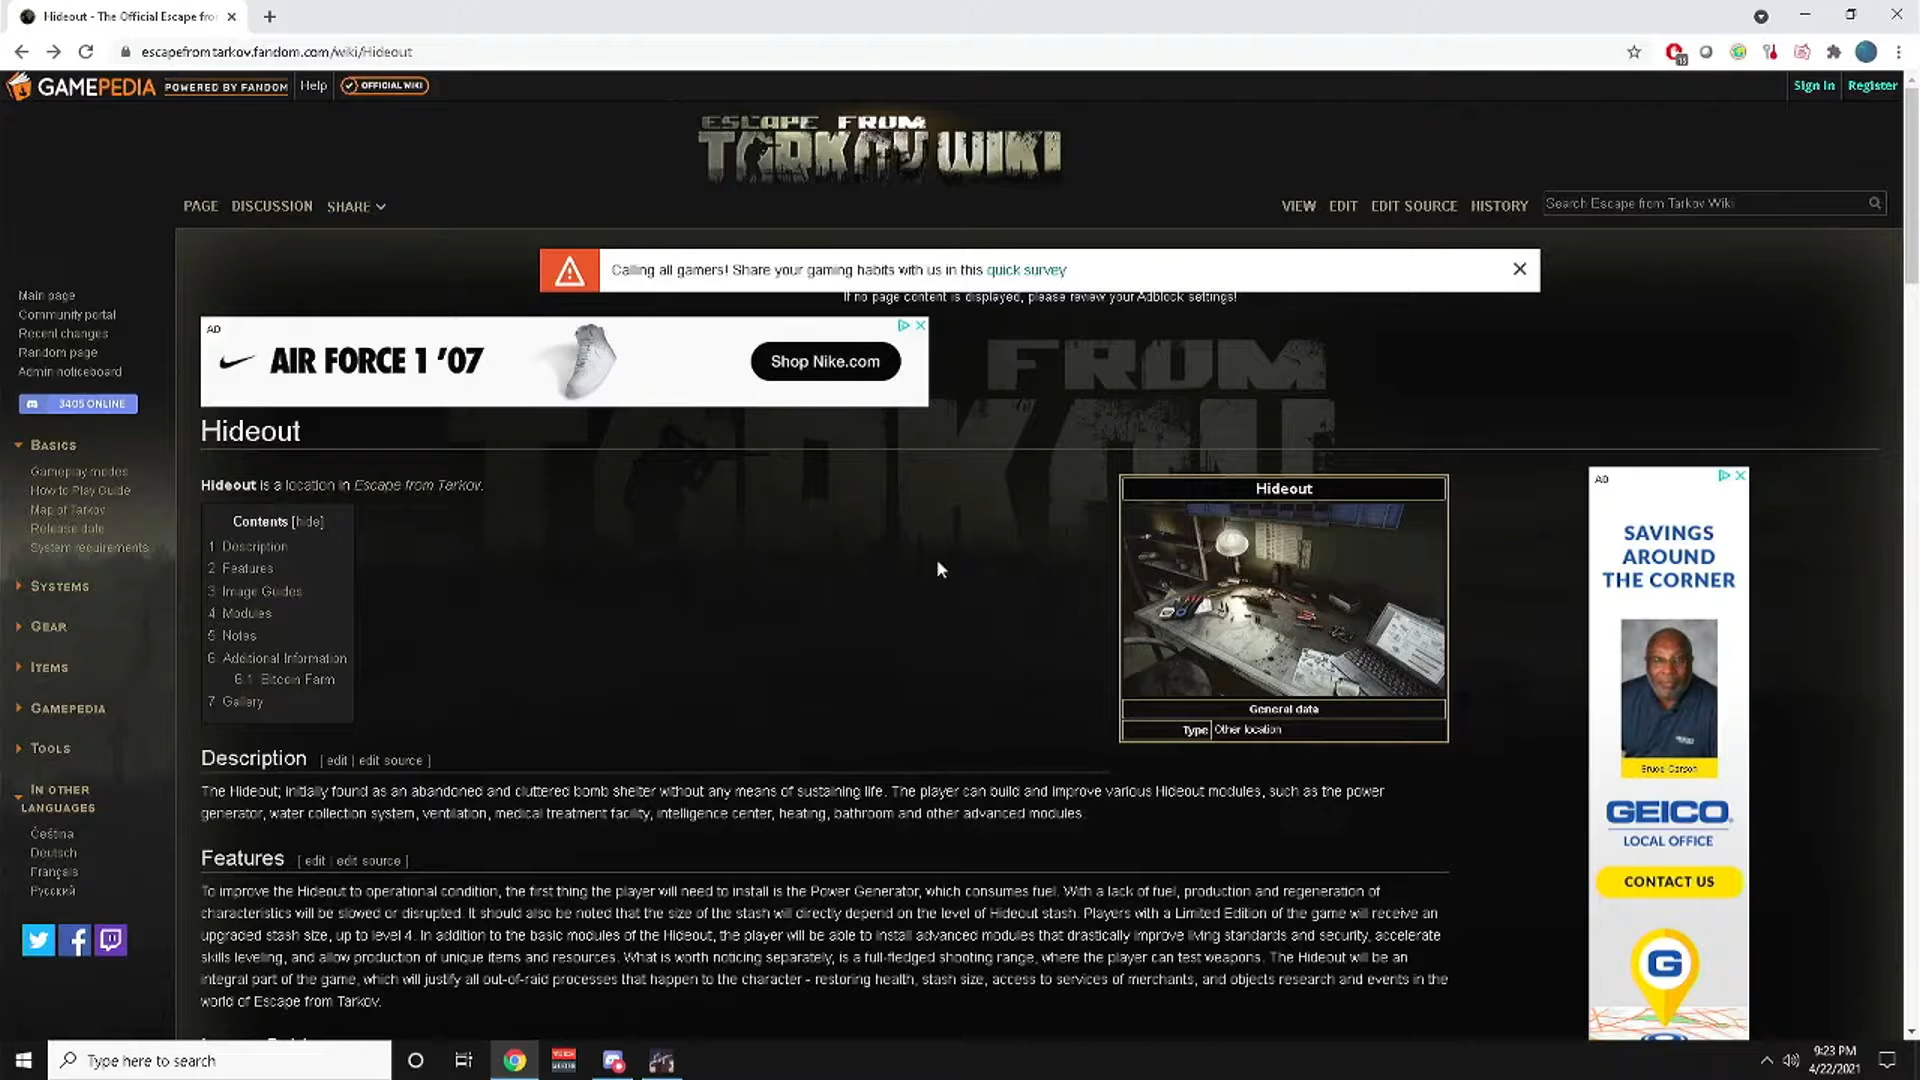 Hideout - The Official Escape fro
escapefromtarkov.fandom.com/wiki/Hideout
15
GAMEPEDIA POWERED BY FANDOM Help OFFICIAL WIKI Sign In Register
ESCAPE FROM
TARKOV WIKI
PAGE DISCUSSION SHARE VIEW EDIT EDIT SOURCE HISTORY Search Escape from Tarkov Wiki
Calling all gamers! Share your gaming habits with us in this quick survey
If no page content is displayed, please review your Adblock settings!
Main page
Community portal
Recent changes
Random page
Admin noticeboard
3405 ONLINE
BASICS
Gameplay modes
How to Play Guide
Map of Tarkov
Release date
System requirements
SYSTEMS
GEAR
ITEMS
GAMEPEDIA
TOOLS
IN OTHER
LANGUAGES
Čeština
Deutsch
Français
Русский
AD
AIR FORCE 1 '07
Shop Nike.com
FROM
TARKOV
Hideout
Hideout is a location in Escape from Tarkov.
Contents [hide]
1 Description
2 Features
3 Image Guides
4 Modules
5 Notes
6 Additional Information
6.1 Bitcoin Farm
7 Gallery
Hideout
General data
Type Other location
Description [ edit | edit source ]
The Hideout; initially found as an abandoned and cluttered bomb shelter without any means of sustaining life. The player can build and improve various Hideout modules, such as the power
generator, water collection system, ventilation, medical treatment facility, intelligence center, heating, bathroom and other advanced modules.
Features [ edit | edit source ]
To improve the Hideout to operational condition, the first thing the player will need to install is the Power Generator, which consumes fuel. With a lack of fuel, production and regeneration of
characteristics will be slowed or disrupted. It should also be noted that the size of the stash will directly depend on the level of Hideout stash. Players with a Limited Edition of the game will receive an
upgraded stash size, up to level 4. In addition to the basic modules of the Hideout, the player will be able to install advanced modules that drastically improve living standards and security, accelerate
skills leveling, and allow production of unique items and resources. What is worth noticing separately, is a full-fledged shooting range, where the player can test weapons. The Hideout will be an
integral part of the game, which will justify all out-of-raid processes that happen to the character - restoring health, stash size, access to services of merchants, and objects research and events in the
world of Escape from Tarkov.
AD
SAVINGS
AROUND
THE CORNER
Bruce Carson
GEICO
LOCAL OFFICE
CONTACT US
G
Type here to search
9:23 PM
4/22/2021